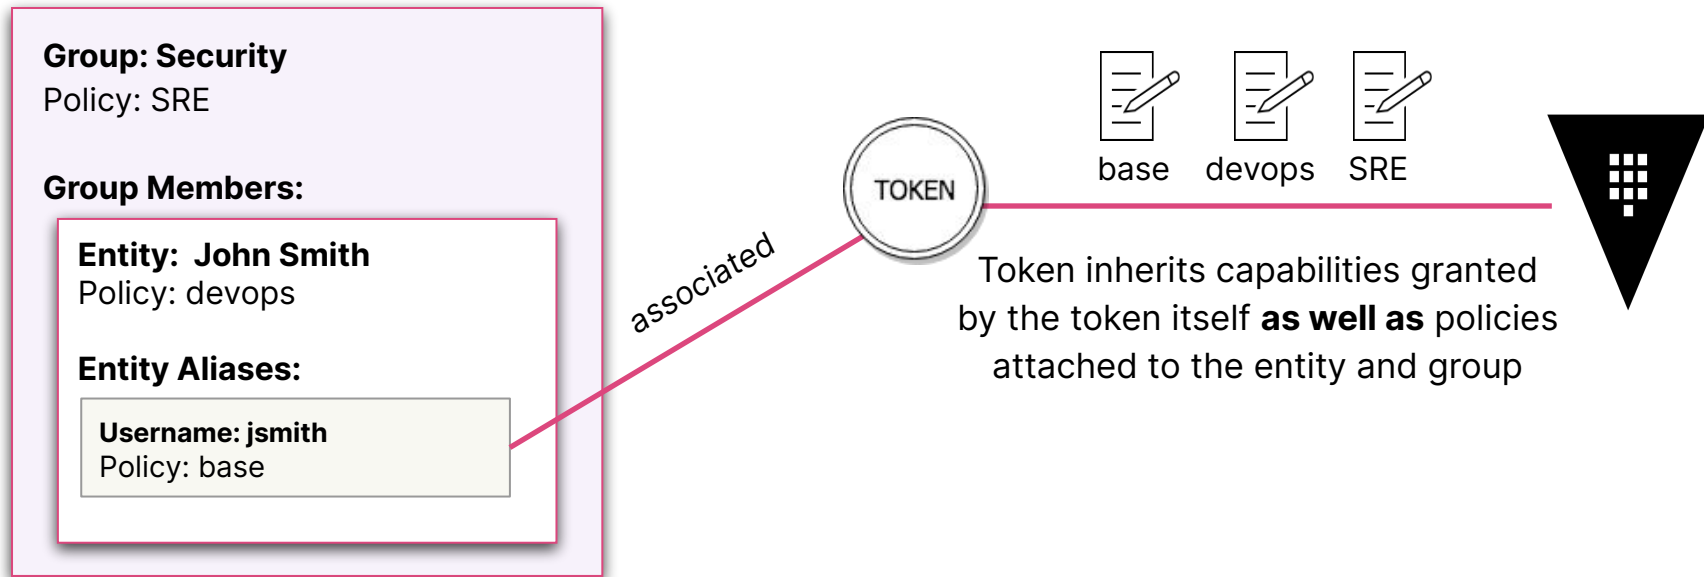 Group: Security
Policy: SRE
Group Members:
Entity: John Smith
Policy: devops
Entity Aliases:
Username: jsmith
Policy: base
associated
TOKEN
base
devops
SRE
Token inherits capabilities granted
by the token itself as well as policies
attached to the entity and group